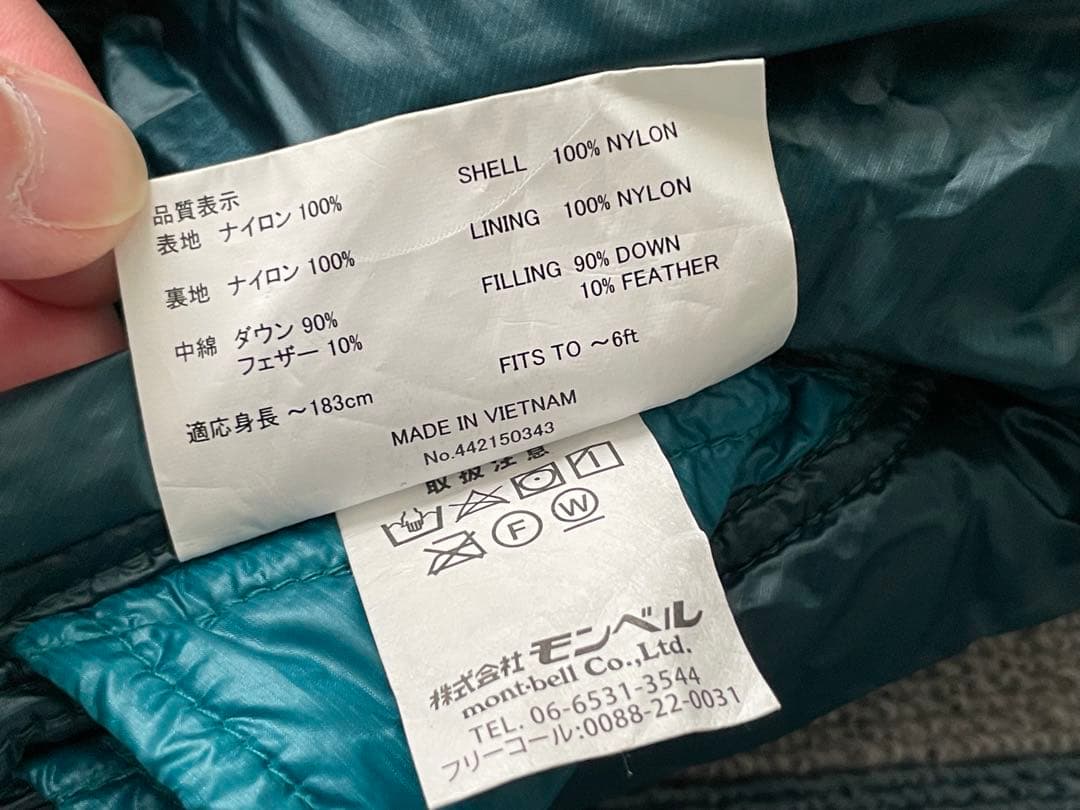 品質表示
表地 ナイロン 100%
裏地 ナイロン 100%
中綿 ダウン 90%
フェザー 10%
適応身長 ~183cm
SHELL 100% NYLON
LINING 100% NYLON
FILLING 90% DOWN
10% FEATHER
FITS TO ~6ft
MADE IN VIETNAM
No.442150343
取扱注意
F W
株式会社 モンベル
mont-bell Co.,Ltd.
TEL. 06-6531-3544
フリーコール:0088-22-0031